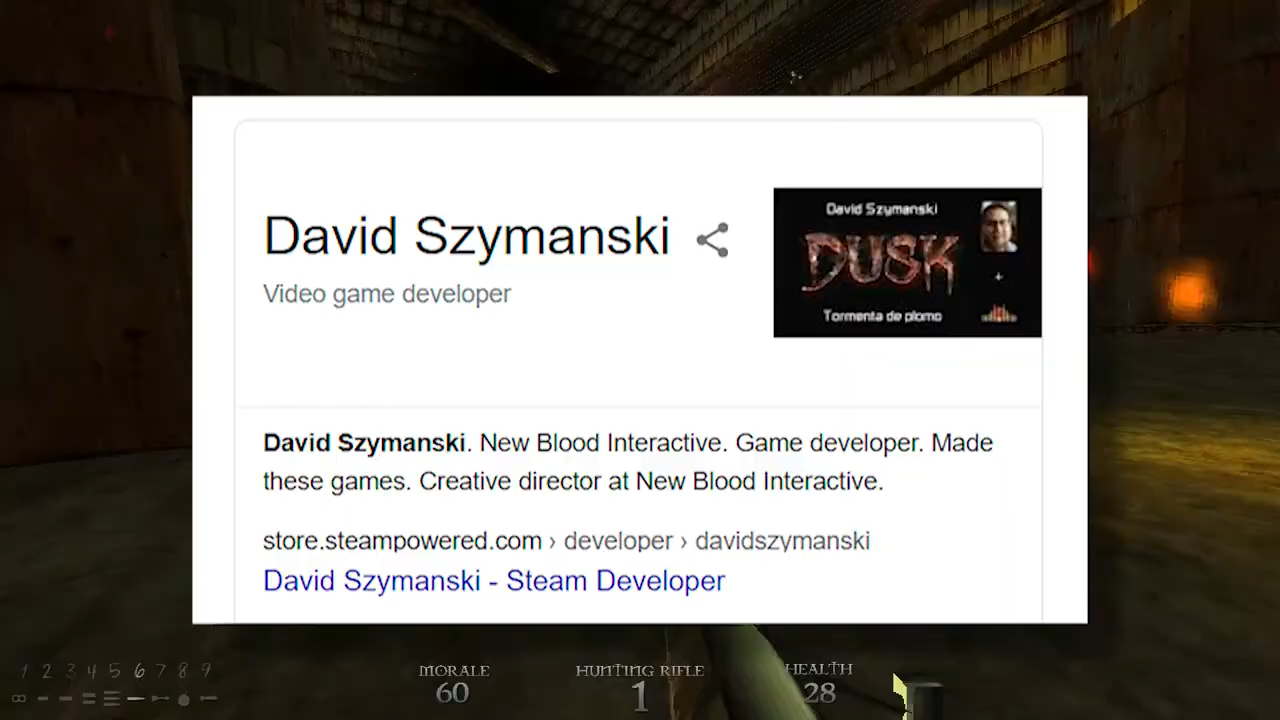 David Szymanski
Video game developer
David Szymanski
DUSK
+
Tormenta de plomo
David Szymanski. New Blood Interactive. Game developer. Made
these games. Creative director at New Blood Interactive.
store.steampowered.com › developer › davidszymanski
David Szymanski - Steam Developer
1 2 3 4 5 6 7 8 9
MORALE HUNTING RIFLE HEALTH
60 1 28